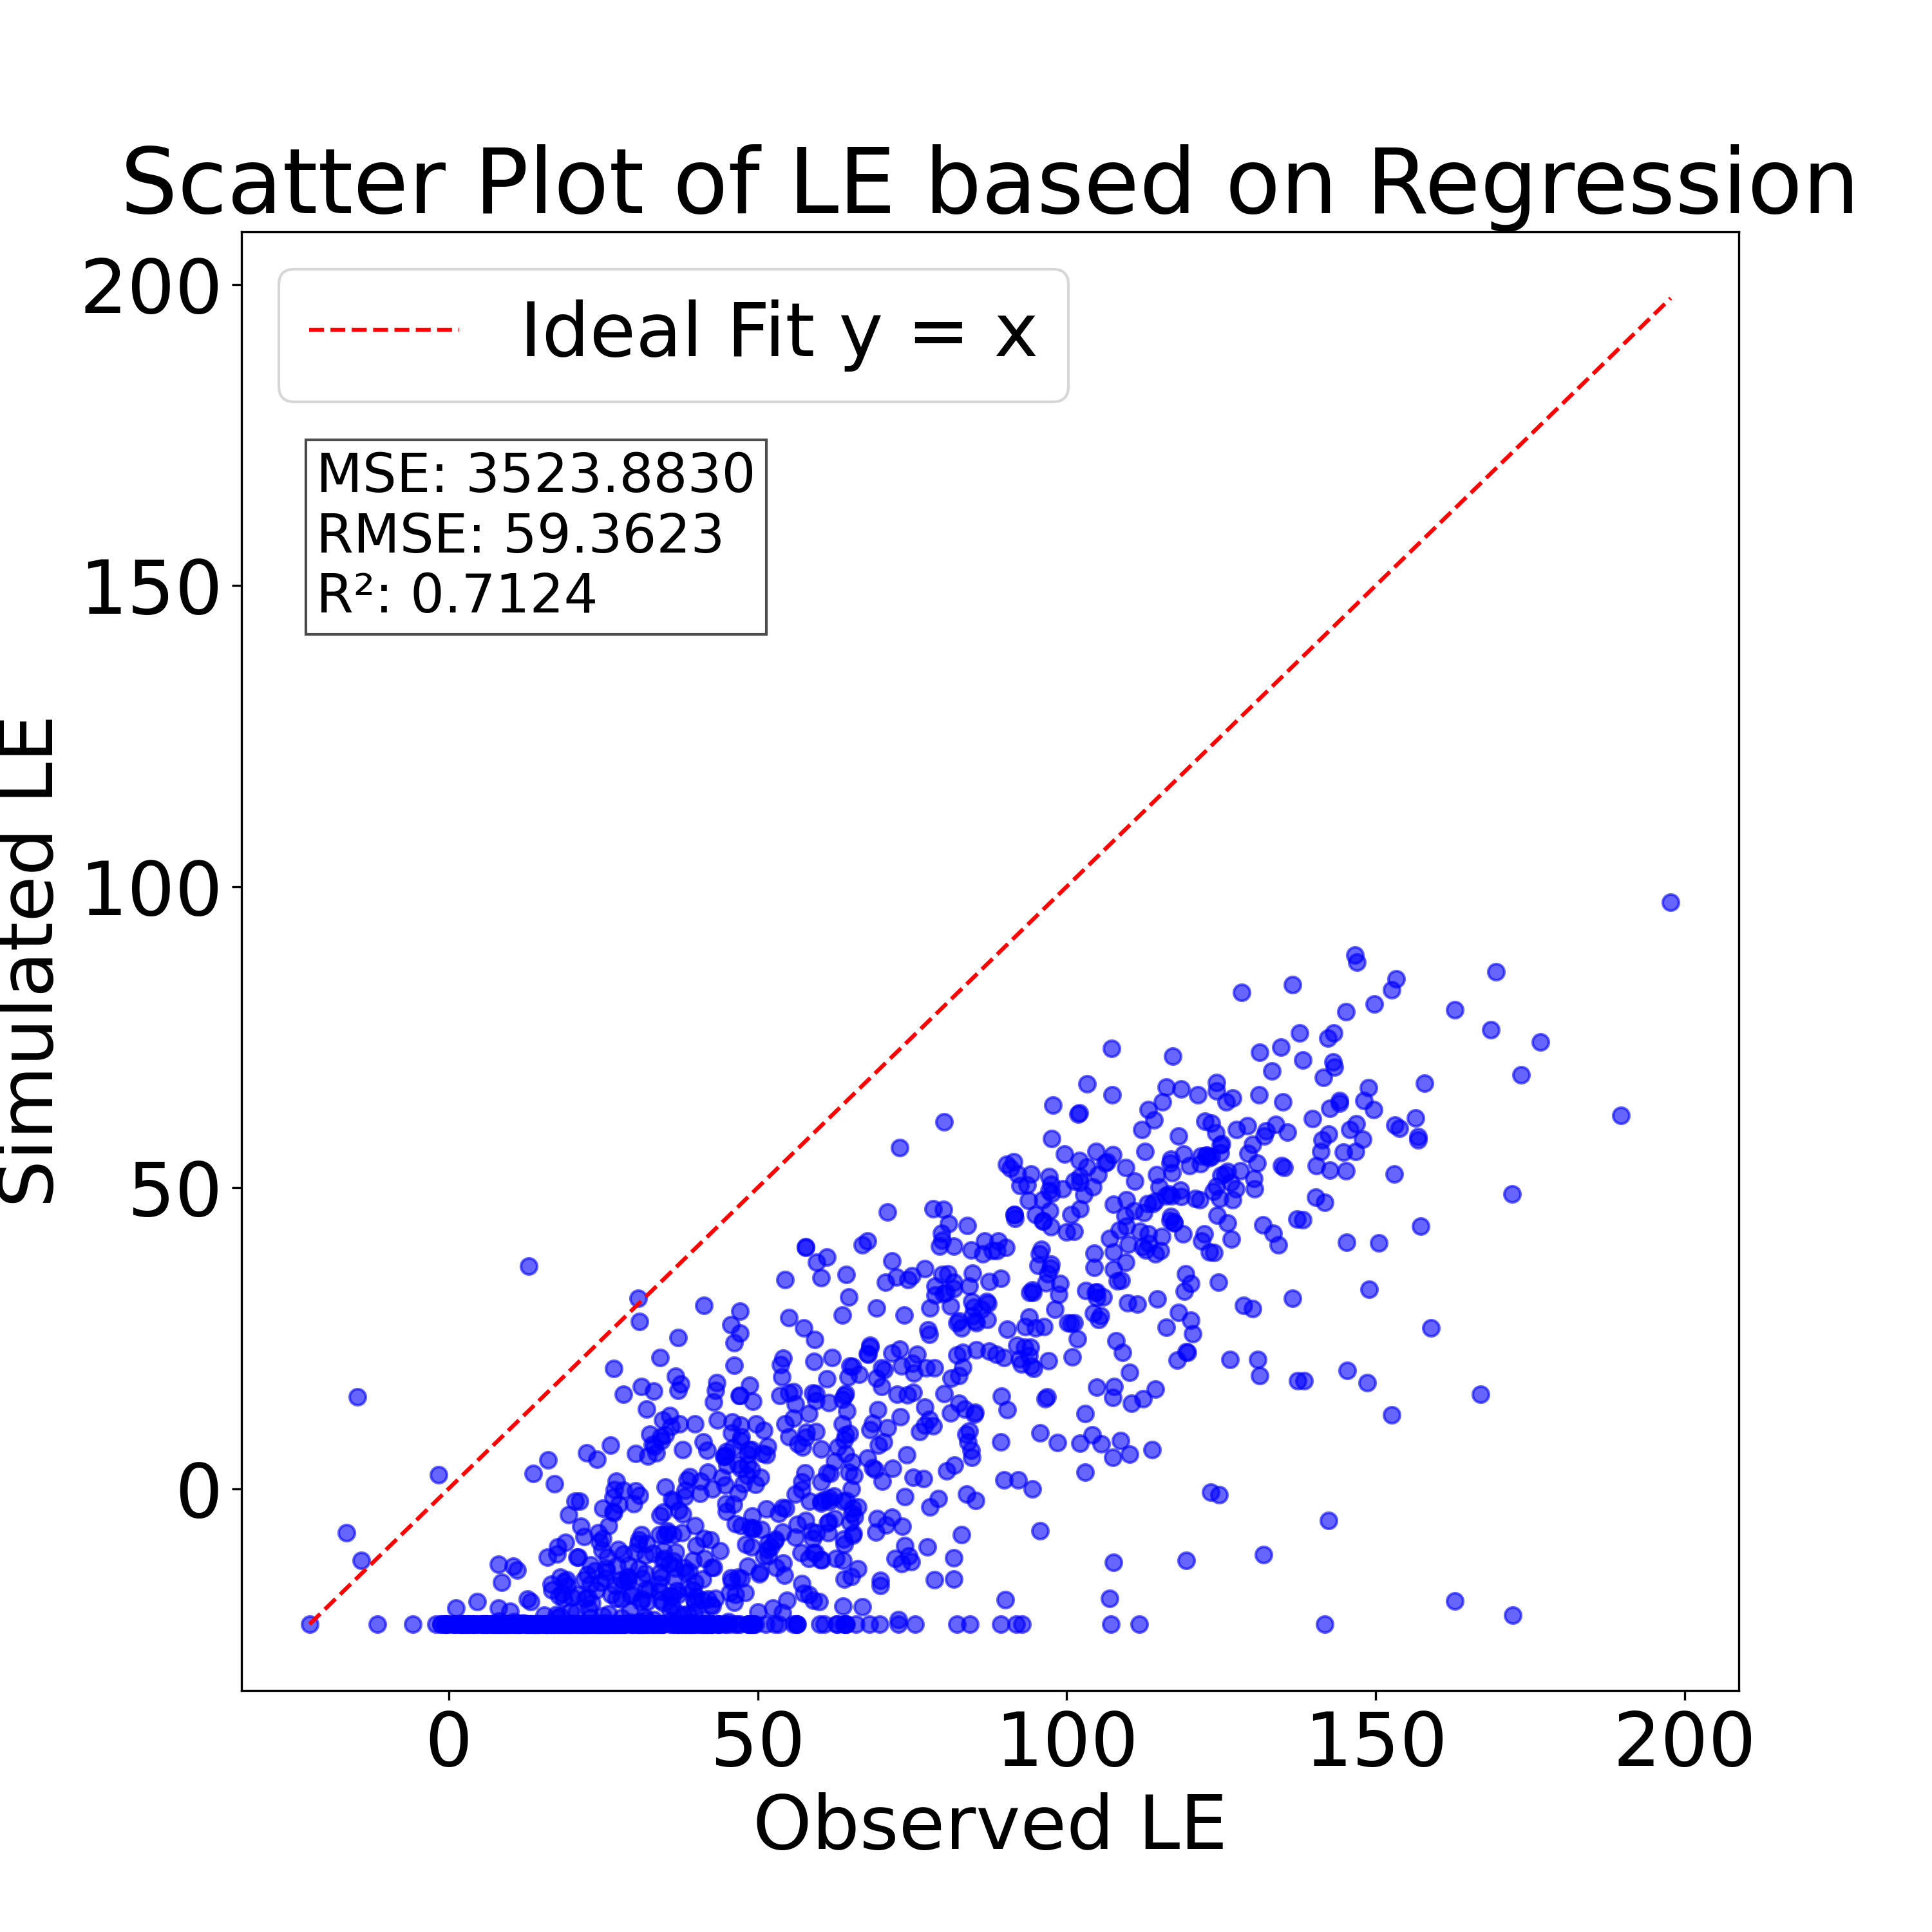 Scatter Plot of LE based on Regression
200
Ideal Fit y = x
MSE: 3523.8830
RMSE: 59.3623
R²: 0.7124
150
100
50
0
Simulated LE
0 50 100 150 200
Observed LE